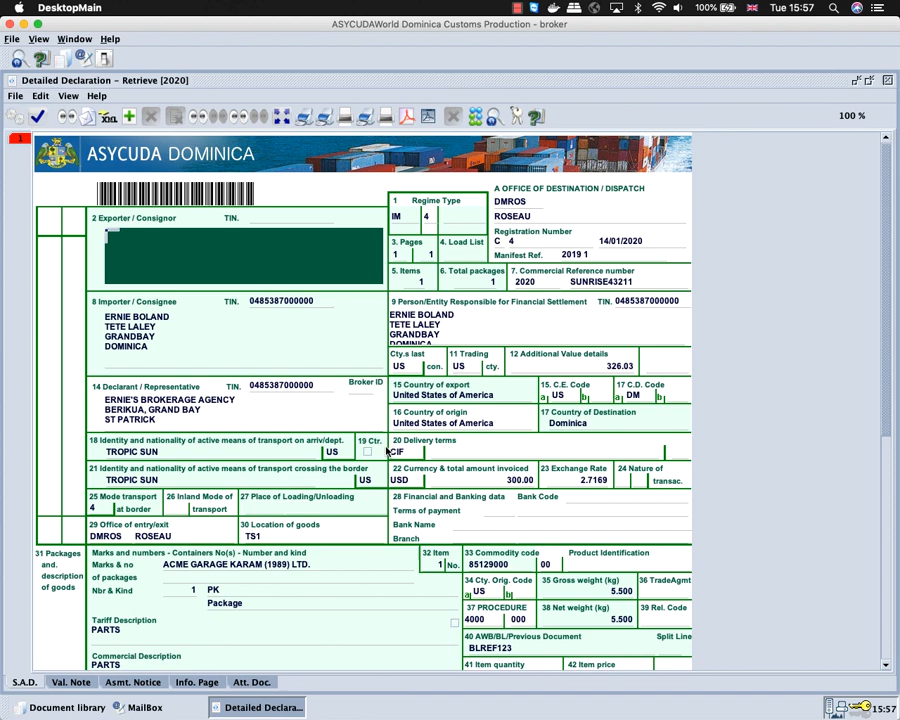 DesktopMain
100%
Tue 15:57
ASYCUDAWorld Dominica Customs Production - broker
File View Window Help
Detailed Declaration - Retrieve [2020]
File Edit View Help
100 %
1
ASYCUDA DOMINICA
A OFFICE OF DESTINATION / DISPATCH
1 Regime Type
DMROS
2 Exporter / Consignor TIN.
IM 4
ROSEAU
Registration Number
3. Pages 4. Load List
C 4 14/01/2020
1 1
Manifest Ref. 2019 1
5. Items 6. Total packages 7. Commercial Reference number
1 1 2020 SUNRISE43211
8 Importer / Consignee TIN. 0485387000000
9 Person/Entity Responsible for Financial Settlement TIN. 0485387000000
ERNIE BOLAND
TETE LALEY
GRANDBAY
DOMINICA
ERNIE BOLAND
TETE LALEY
GRANDBAY
DOMINICA
Cty.s last con. 11 Trading cty. 12 Additional Value details
US US 326.03
14 Declarant / Representative TIN. 0485387000000 Broker ID
15 Country of export 15. C.E. Code 17 C.D. Code
United States of America a US b a DM b
ERNIE'S BROKERAGE AGENCY
BERIKUA, GRAND BAY
ST PATRICK
16 Country of origin 17 Country of Destination
United States of America Dominica
18 Identity and nationality of active means of transport on arriv/dept. 19 Ctr. 20 Delivery terms
TROPIC SUN US CIF
21 Identity and nationality of active means of transport crossing the border 22 Currency & total amount invoiced 23 Exchange Rate 24 Nature of
TROPIC SUN US USD 300.00 2.7169 transac.
25 Mode transport 26 Inland Mode of 27 Place of Loading/Unloading 28 Financial and Banking data Bank Code
4 at border transport Terms of payment
29 Office of entry/exit 30 Location of goods Bank Name
DMROS ROSEAU TS1 Branch
31 Packages and. description of goods
Marks and numbers - Containers No(s) - Number and kind 32 Item 33 Commodity code Product Identification
Marks & no of packages ACME GARAGE KARAM (1989) LTD. 1 No. 85129000 00
34 Cty. Orig. Code 35 Gross weight (kg) 36 TradeAgmt
Nbr & Kind 1 PK a US b 5.500
Package
37 PROCEDURE 38 Net weight (kg) 39 Rel. Code
Tariff Description 4000 000 5.500
PARTS
40 AWB/BL/Previous Document Split Line
BLREF123
Commercial Description
PARTS
41 Item quantity 42 Item price
S.A.D. Val. Note Asmt. Notice Info. Page Att. Doc.
Document library MailBox Detailed Declara... 15:57